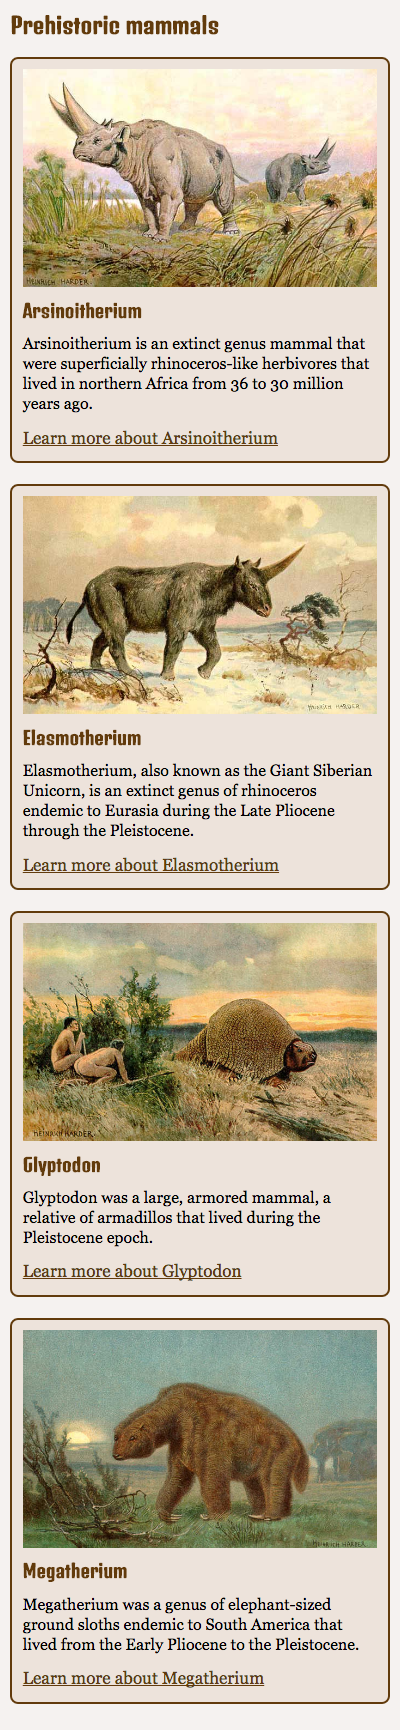 Prehistoric mammals
HEINRICH HARDER
Arsinoitherium
Arsinoitherium is an extinct genus mammal that
were superficially rhinoceros-like herbivores that
lived in northern Africa from 36 to 30 million
years ago.
Learn more about Arsinoitherium
HEINRICH HARDER
Elasmotherium
Elasmotherium, also known as the Giant Siberian
Unicorn, is an extinct genus of rhinoceros
endemic to Eurasia during the Late Pliocene
through the Pleistocene.
Learn more about Elasmotherium
HEINRICH HARDER
Glyptodon
Glyptodon was a large, armored mammal, a
relative of armadillos that lived during the
Pleistocene epoch.
Learn more about Glyptodon
HEINRICH HARDER
Megatherium
Megatherium was a genus of elephant-sized
ground sloths endemic to South America that
lived from the Early Pliocene to the Pleistocene.
Learn more about Megatherium